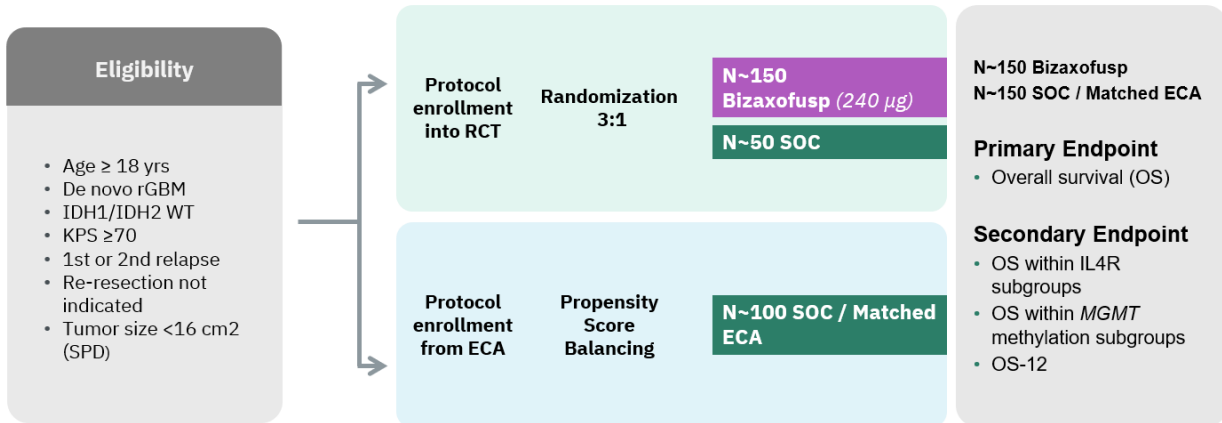 Eligibility
• Age ≥ 18 yrs
• De novo rGBM
• IDH1/IDH2 WT
• KPS ≥70
• 1st or 2nd relapse
• Re-resection not
indicated
• Tumor size <16 cm2
(SPD)
Protocol
enrollment
into RCT
Randomization
3:1
N~150
Bizaxofusp (240 µg)
N~50 SOC
Protocol
enrollment
from ECA
Propensity
Score
Balancing
N~100 SOC / Matched
ECA
N~150 Bizaxofusp
N~150 SOC / Matched ECA
Primary Endpoint
• Overall survival (OS)
Secondary Endpoint
• OS within IL4R
subgroups
• OS within MGMT
methylation subgroups
• OS-12